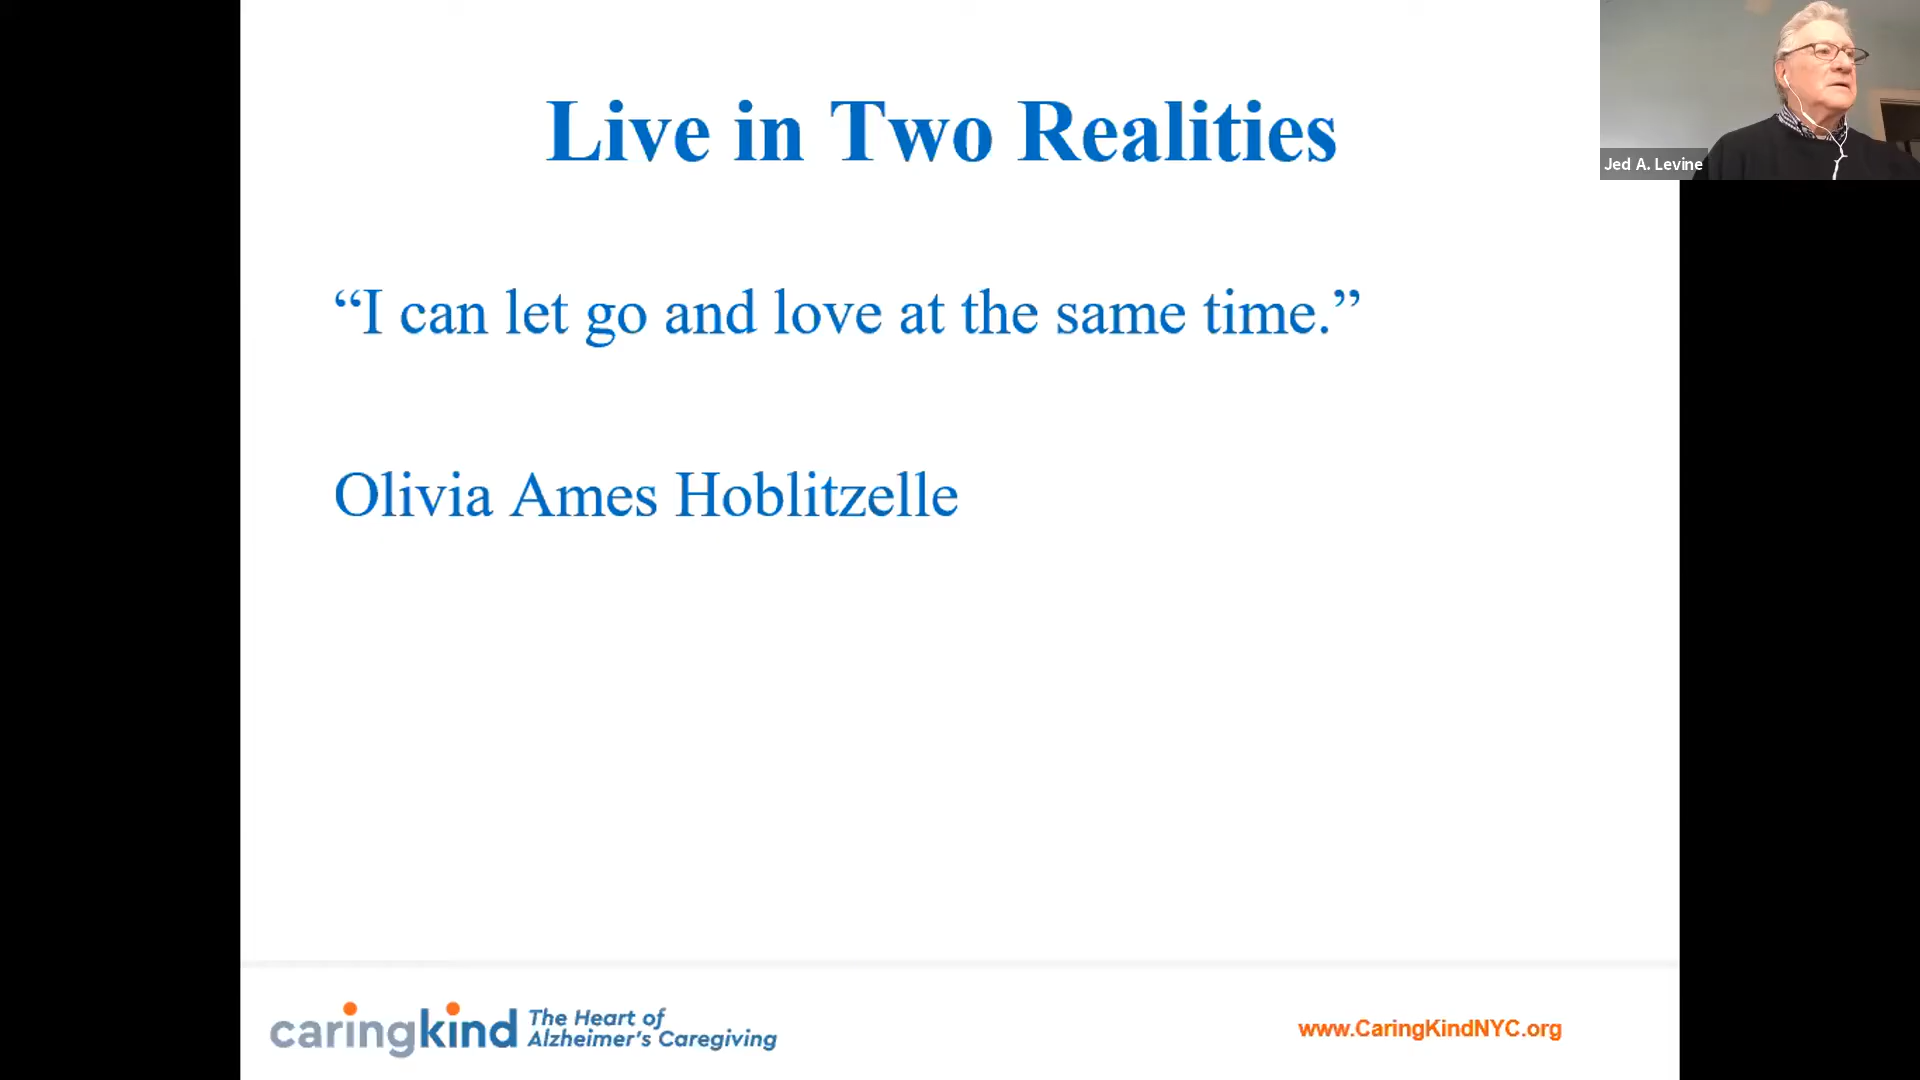 Live in Two Realities
Jed A. Levine
“I can let go and love at the same time.”
Olivia Ames Hoblitzelle
caringkind The Heart of
Alzheimer's Caregiving
www.CaringKindNYC.org